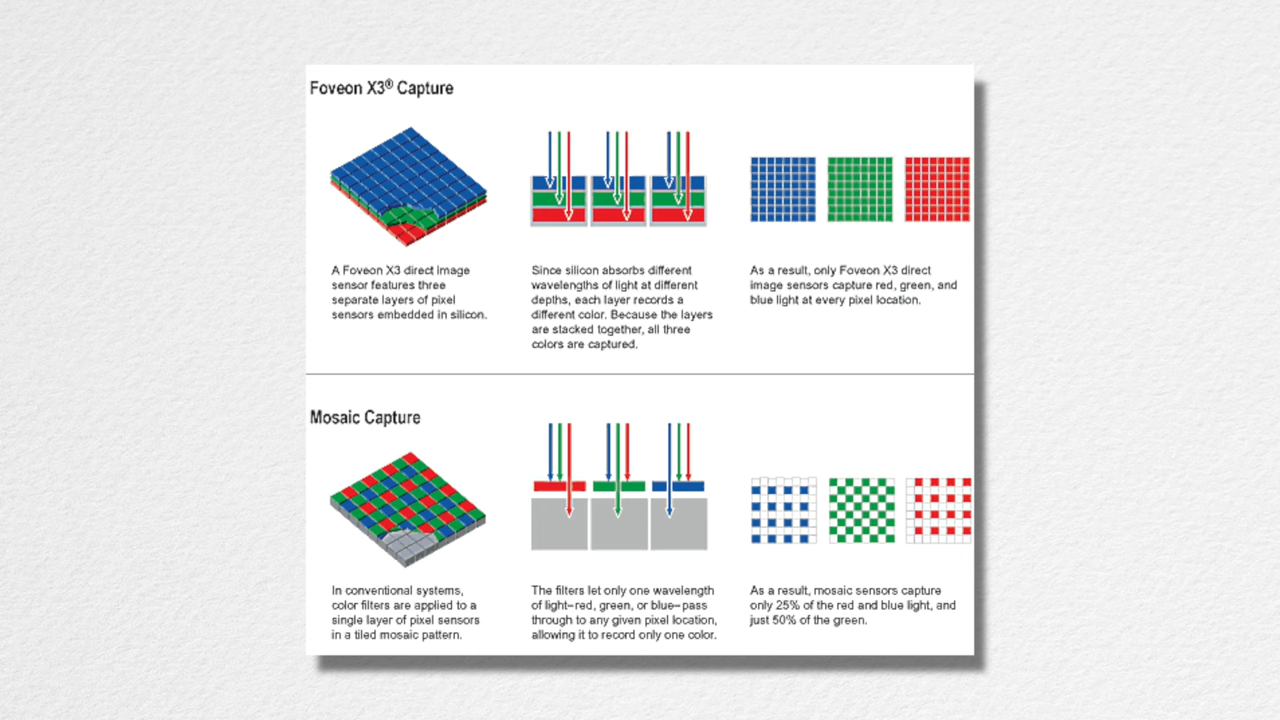 Foveon X3® Capture
A Foveon X3 direct image
sensor features three
separate layers of pixel
sensors embedded in silicon.
Since silicon absorbs different
wavelengths of light at different
depths, each layer records a
different color. Because the layers
are stacked together, all three
colors are captured.
As a result, only Foveon X3 direct
image sensors capture red, green, and
blue light at every pixel location.
Mosaic Capture
In conventional systems,
color filters are applied to a
single layer of pixel sensors
in a tiled mosaic pattern.
The filters let only one wavelength
of light–red, green, or blue–pass
through to any given pixel location,
allowing it to record only one color.
As a result, mosaic sensors capture
only 25% of the red and blue light, and
just 50% of the green.